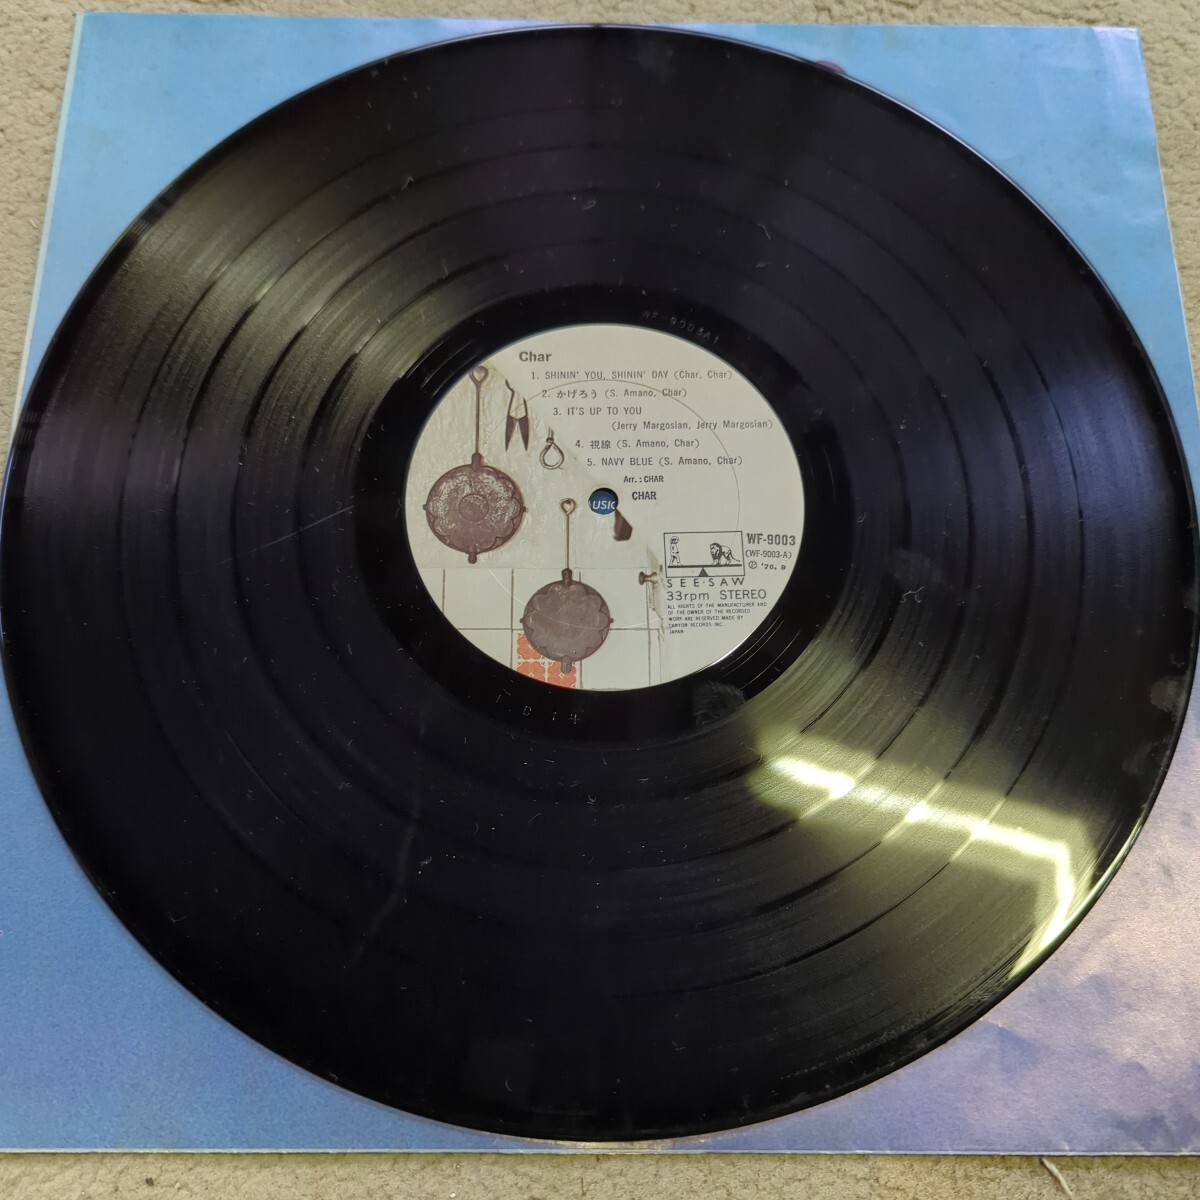 WF-9003A1
Char
1. SHININ' YOU, SHININ' DAY (Char, Char)
2. かげろう (S. Amano, Char)
3. IT'S UP TO YOU
(Jerry Margosian, Jerry Margosian)
4. 視線 (S. Amano, Char)
5. NAVY BLUE (S. Amano, Char)
Arr. : CHAR
CHAR
USIC
WF-9003
(WF-9003-A)
Ⓟ '76. 9
SEE·SAW
33rpm STEREO
ALL RIGHTS OF THE MANUFACTURER AND
OF THE OWNER OF THE RECORDED
WORK ARE RESERVED MADE BY
CANYON RECORDS INC.,
JAPAN